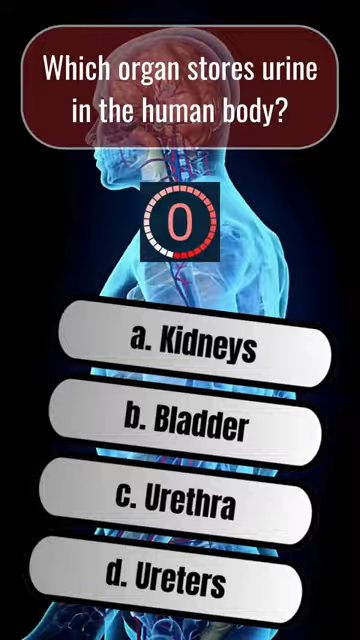 Which organ stores urine
in the human body?
0
a. Kidneys
b. Bladder
c. Urethra
d. Ureters